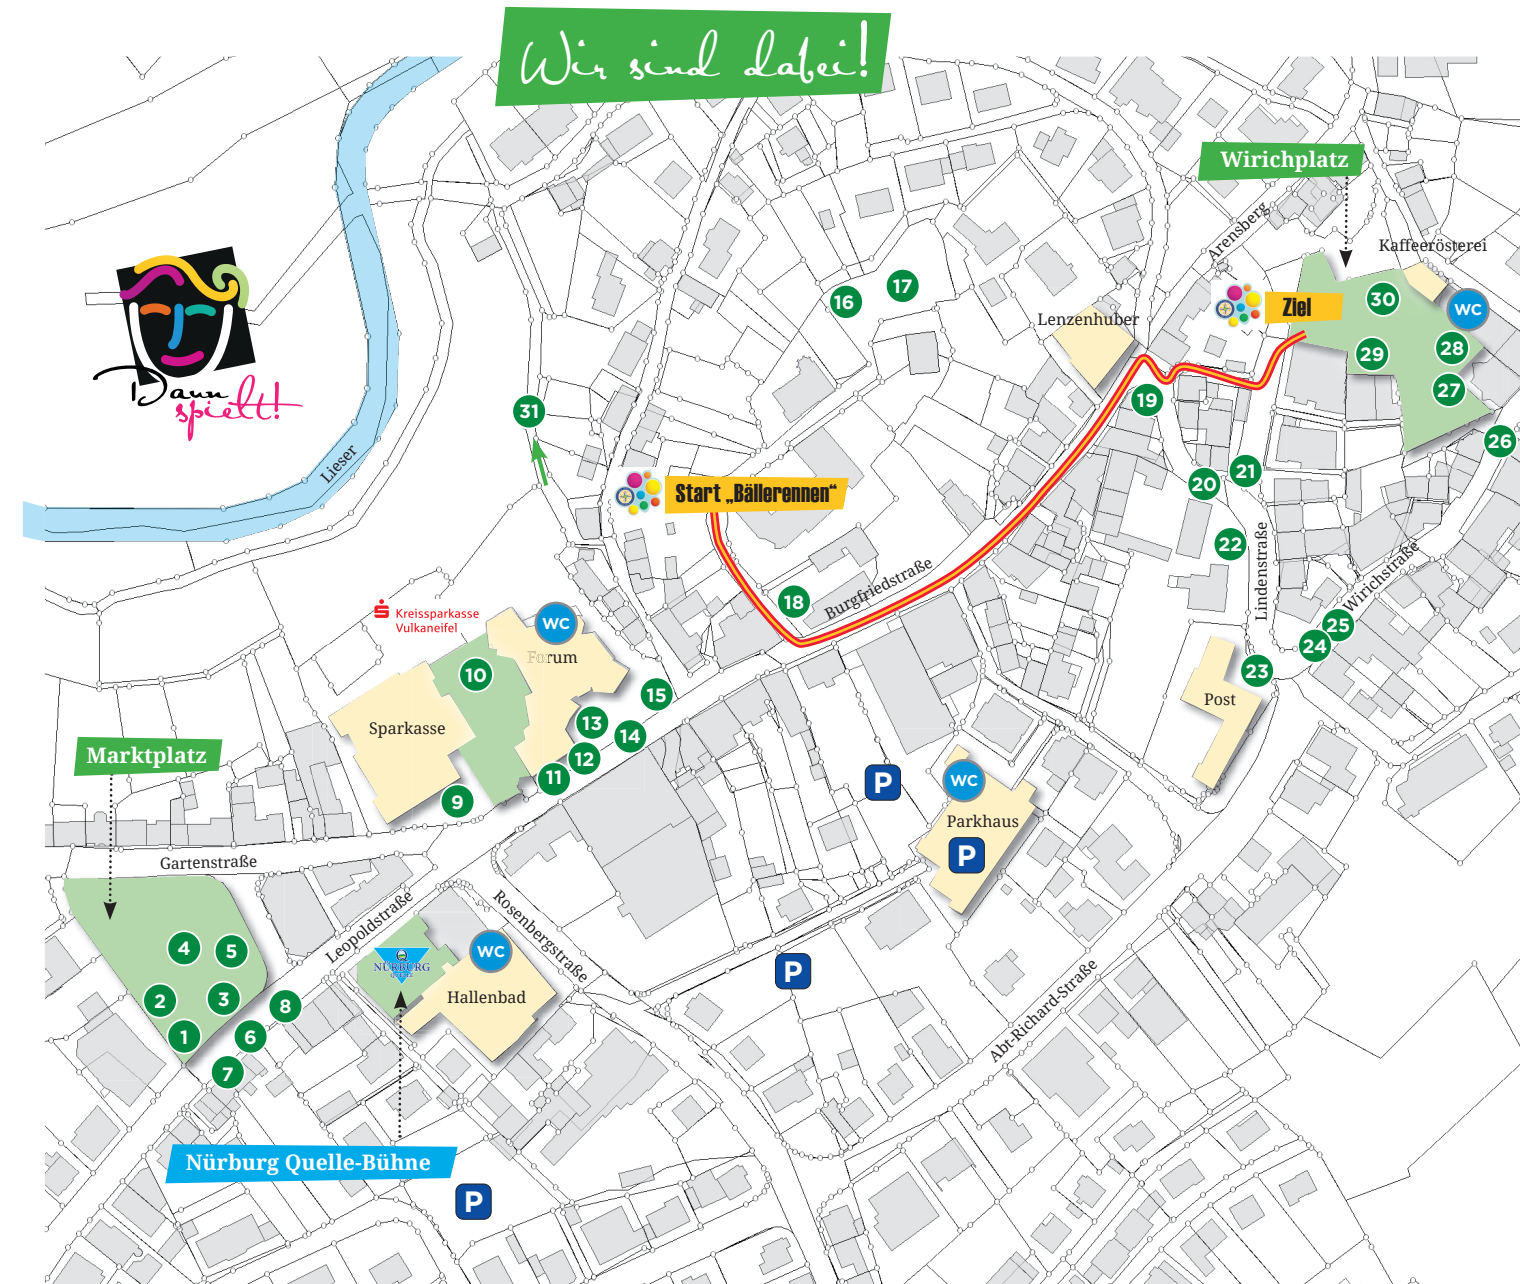 Wir sind dabei!
Wirichplatz
Arensberg
Kaffeerösterei
Daun
spielt!
Lenzenhuber
Ziel
WC
16
17
30
29
28
27
26
31
19
20
21
22
Lieser
Start „Bällerennen“
18
Burgfriedstraße
Lindenstraße
Wirichstraße
25
24
23
Post
Kreissparkasse
Vulkaneifel
WC
Forum
10
Sparkasse
15
13
14
12
11
9
Marktplatz
P
WC
Parkhaus
P
Gartenstraße
Leopoldstraße
Rosenbergstraße
4
5
2
3
8
1
6
7
NÜRBURG
QUELLE
WC
Hallenbad
P
Abt-Richard-Straße
Nürburg Quelle-Bühne
P